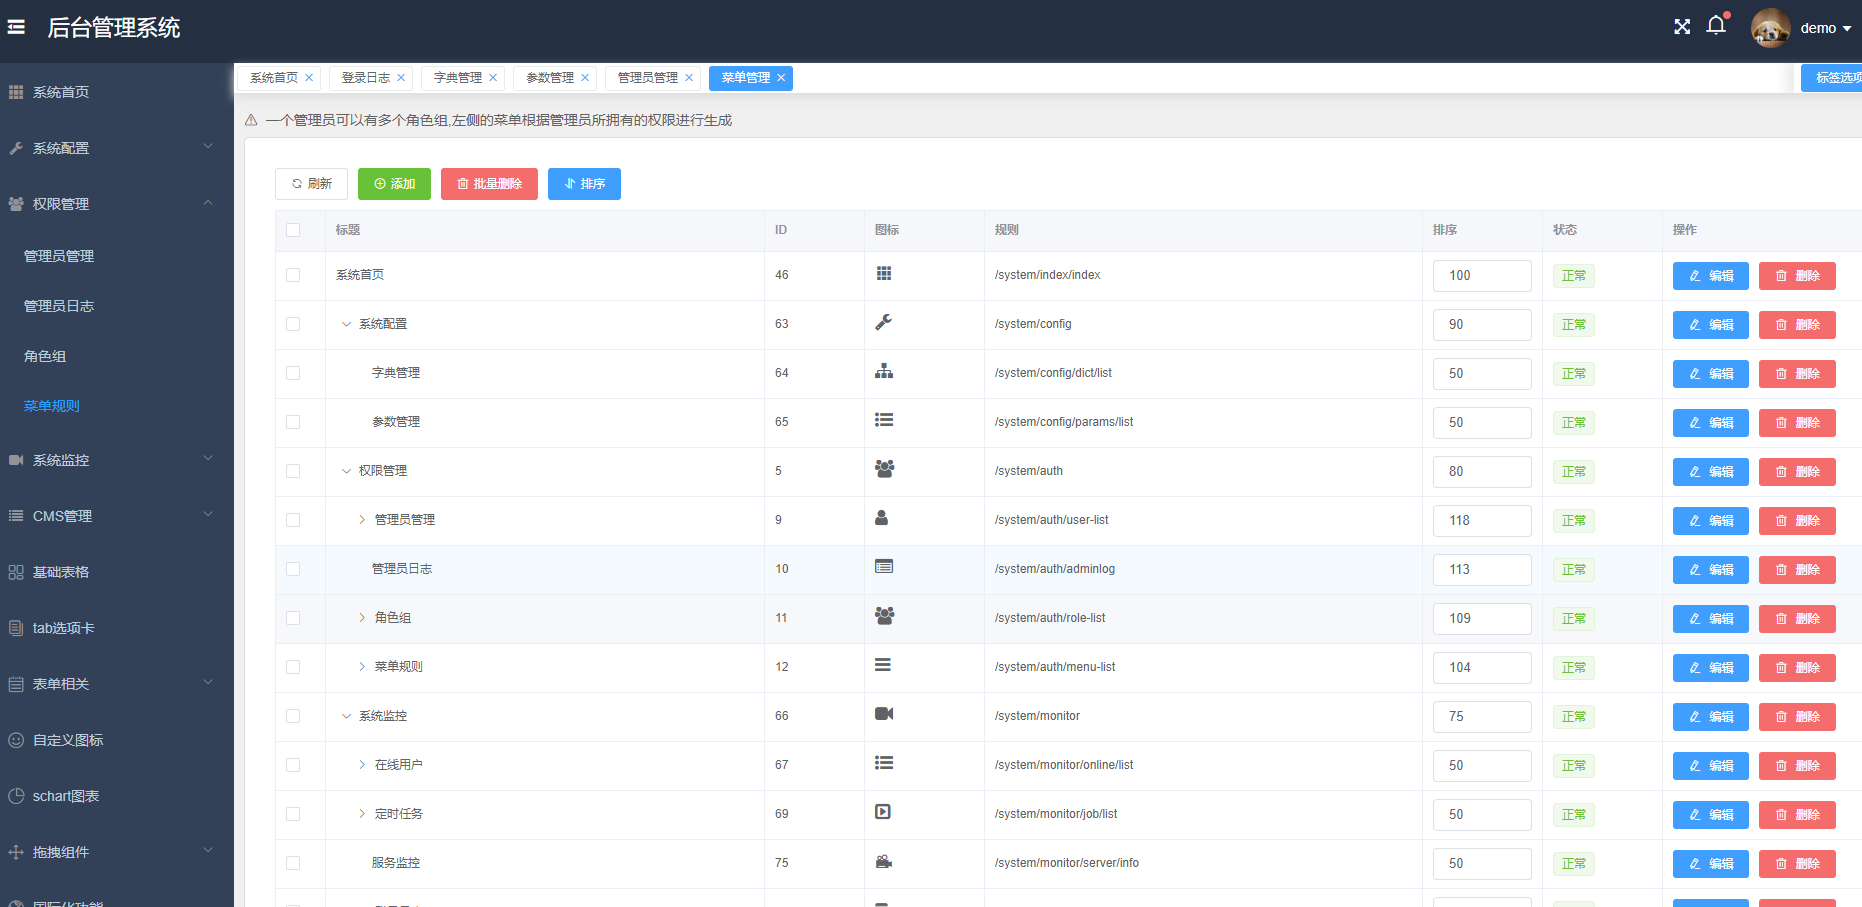 后台管理系统
demo
系统首页
系统配置
权限管理
管理员管理
管理员日志
角色组
菜单规则
系统监控
CMS管理
基础表格
tab选项卡
表单相关
自定义图标
schart图表
拖拽组件
国际化功能
系统首页 登录日志 字典管理 参数管理 管理员管理 菜单管理
标签选项
一个管理员可以有多个角色组,左侧的菜单根据管理员所拥有的权限进行生成
刷新 添加 批量删除 排序
标题 ID 图标 规则 排序 状态 操作
系统首页 46 /system/index/index 100 正常 编辑 删除
系统配置 63 /system/config 90 正常 编辑 删除
字典管理 64 /system/config/dict/list 50 正常 编辑 删除
参数管理 65 /system/config/params/list 50 正常 编辑 删除
权限管理 5 /system/auth 80 正常 编辑 删除
管理员管理 9 /system/auth/user-list 118 正常 编辑 删除
管理员日志 10 /system/auth/adminlog 113 正常 编辑 删除
角色组 11 /system/auth/role-list 109 正常 编辑 删除
菜单规则 12 /system/auth/menu-list 104 正常 编辑 删除
系统监控 66 /system/monitor 75 正常 编辑 删除
在线用户 67 /system/monitor/online/list 50 正常 编辑 删除
定时任务 69 /system/monitor/job/list 50 正常 编辑 删除
服务监控 75 /system/monitor/server/info 50 正常 编辑 删除